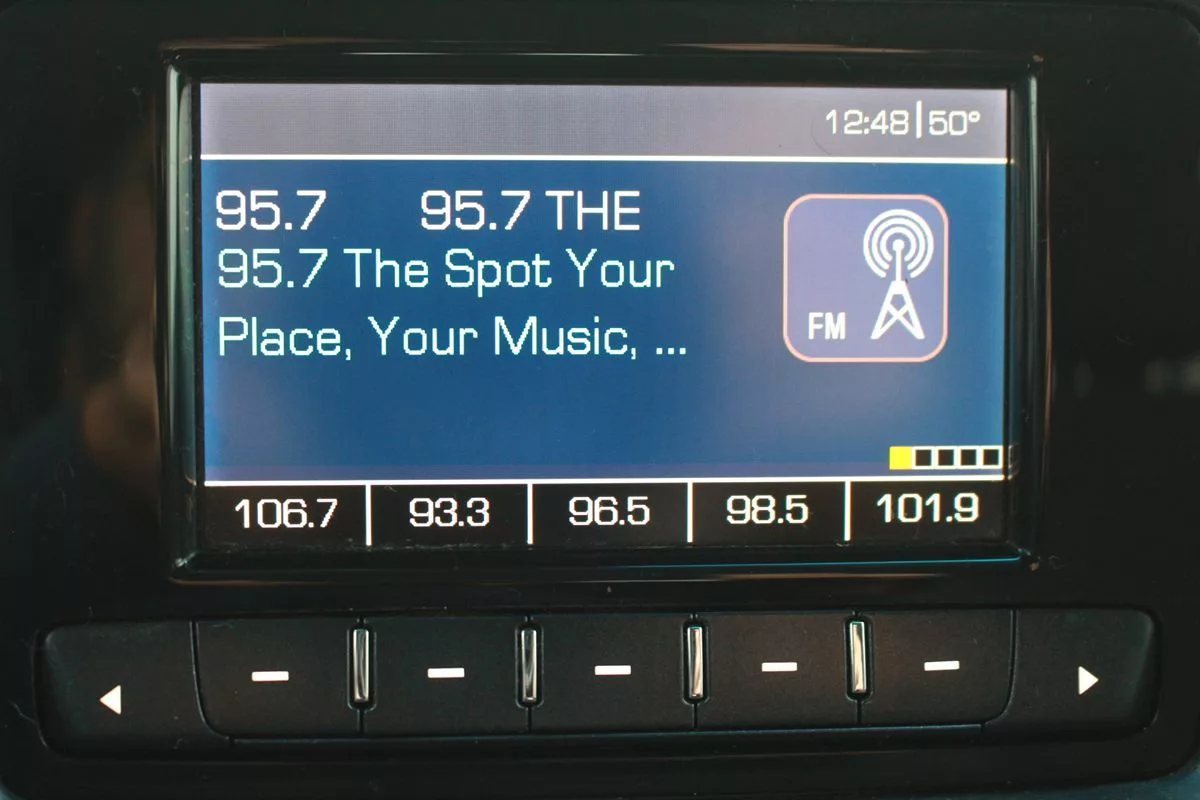 12:48|50°
95.7 95.7 THE
95.7 The Spot Your
Place, Your Music, ...
FM
106.7 93.3 96.5 98.5 101.9